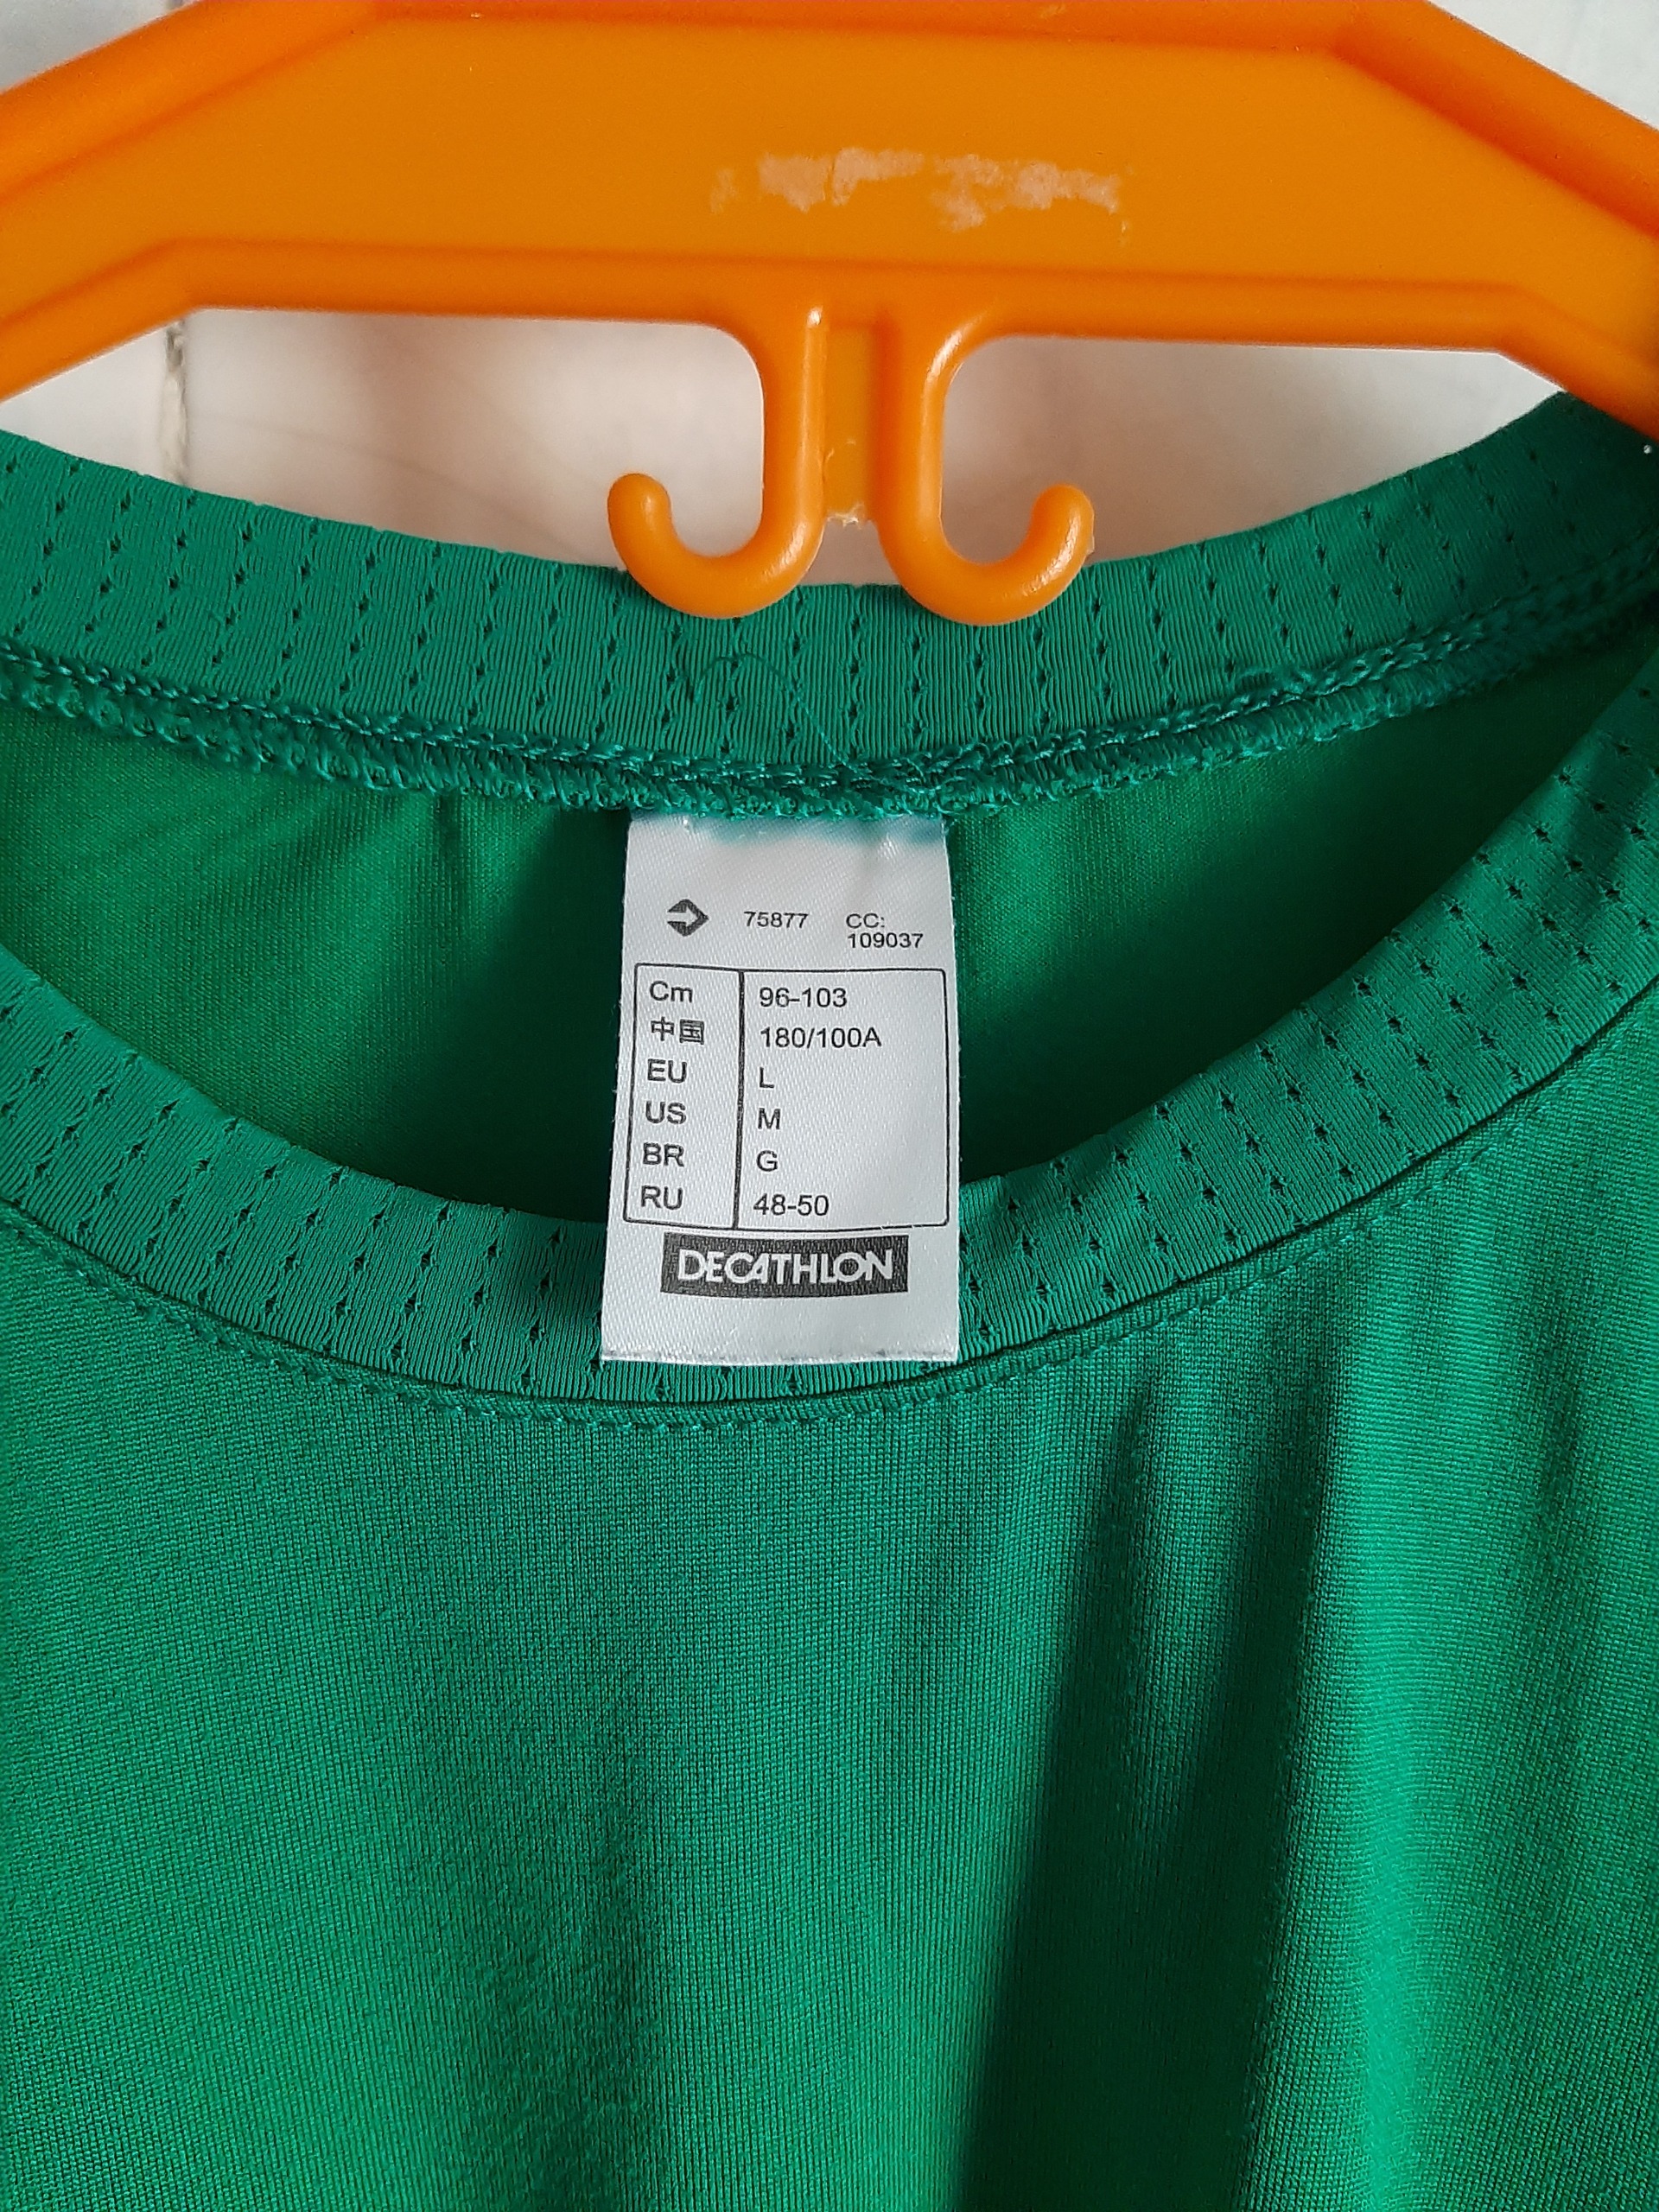 75877 CC:
109037
Cm 96-103
中国 180/100A
EU L
US M
BR G
RU 48-50
DECATHLON